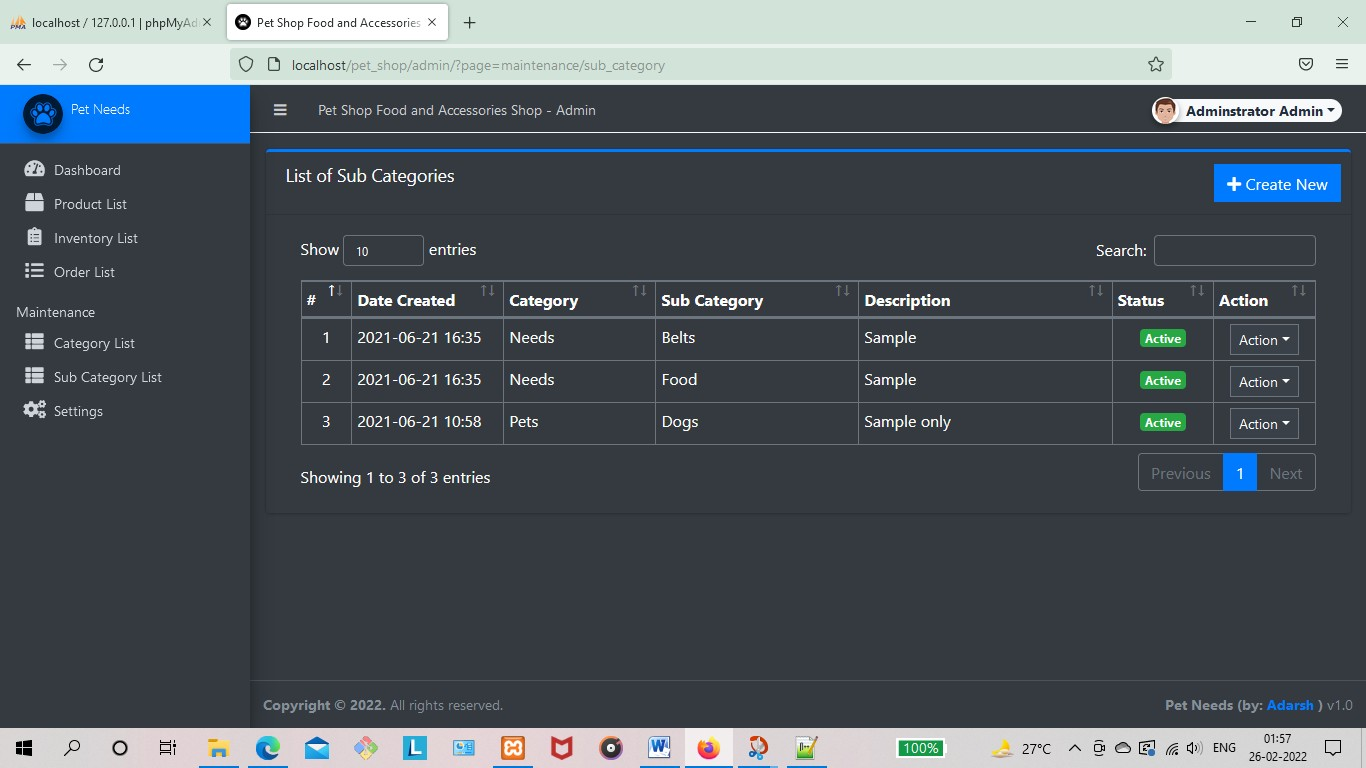 localhost / 127.0.0.1 | phpMyAd
Pet Shop Food and Accessories
localhost/pet_shop/admin/?page=maintenance/sub_category
Pet Needs
Pet Shop Food and Accessories Shop - Admin
Adminstrator Admin
Dashboard
Product List
Inventory List
Order List
Maintenance
Category List
Sub Category List
Settings
List of Sub Categories
Create New
Show 10 entries
Search:
# Date Created Category Sub Category Description Status Action
1 2021-06-21 16:35 Needs Belts Sample Active Action
2 2021-06-21 16:35 Needs Food Sample Active Action
3 2021-06-21 10:58 Pets Dogs Sample only Active Action
Showing 1 to 3 of 3 entries
Previous 1 Next
Copyright © 2022. All rights reserved.
Pet Needs (by: Adarsh ) v1.0
100%
27°C
ENG
01:57
26-02-2022